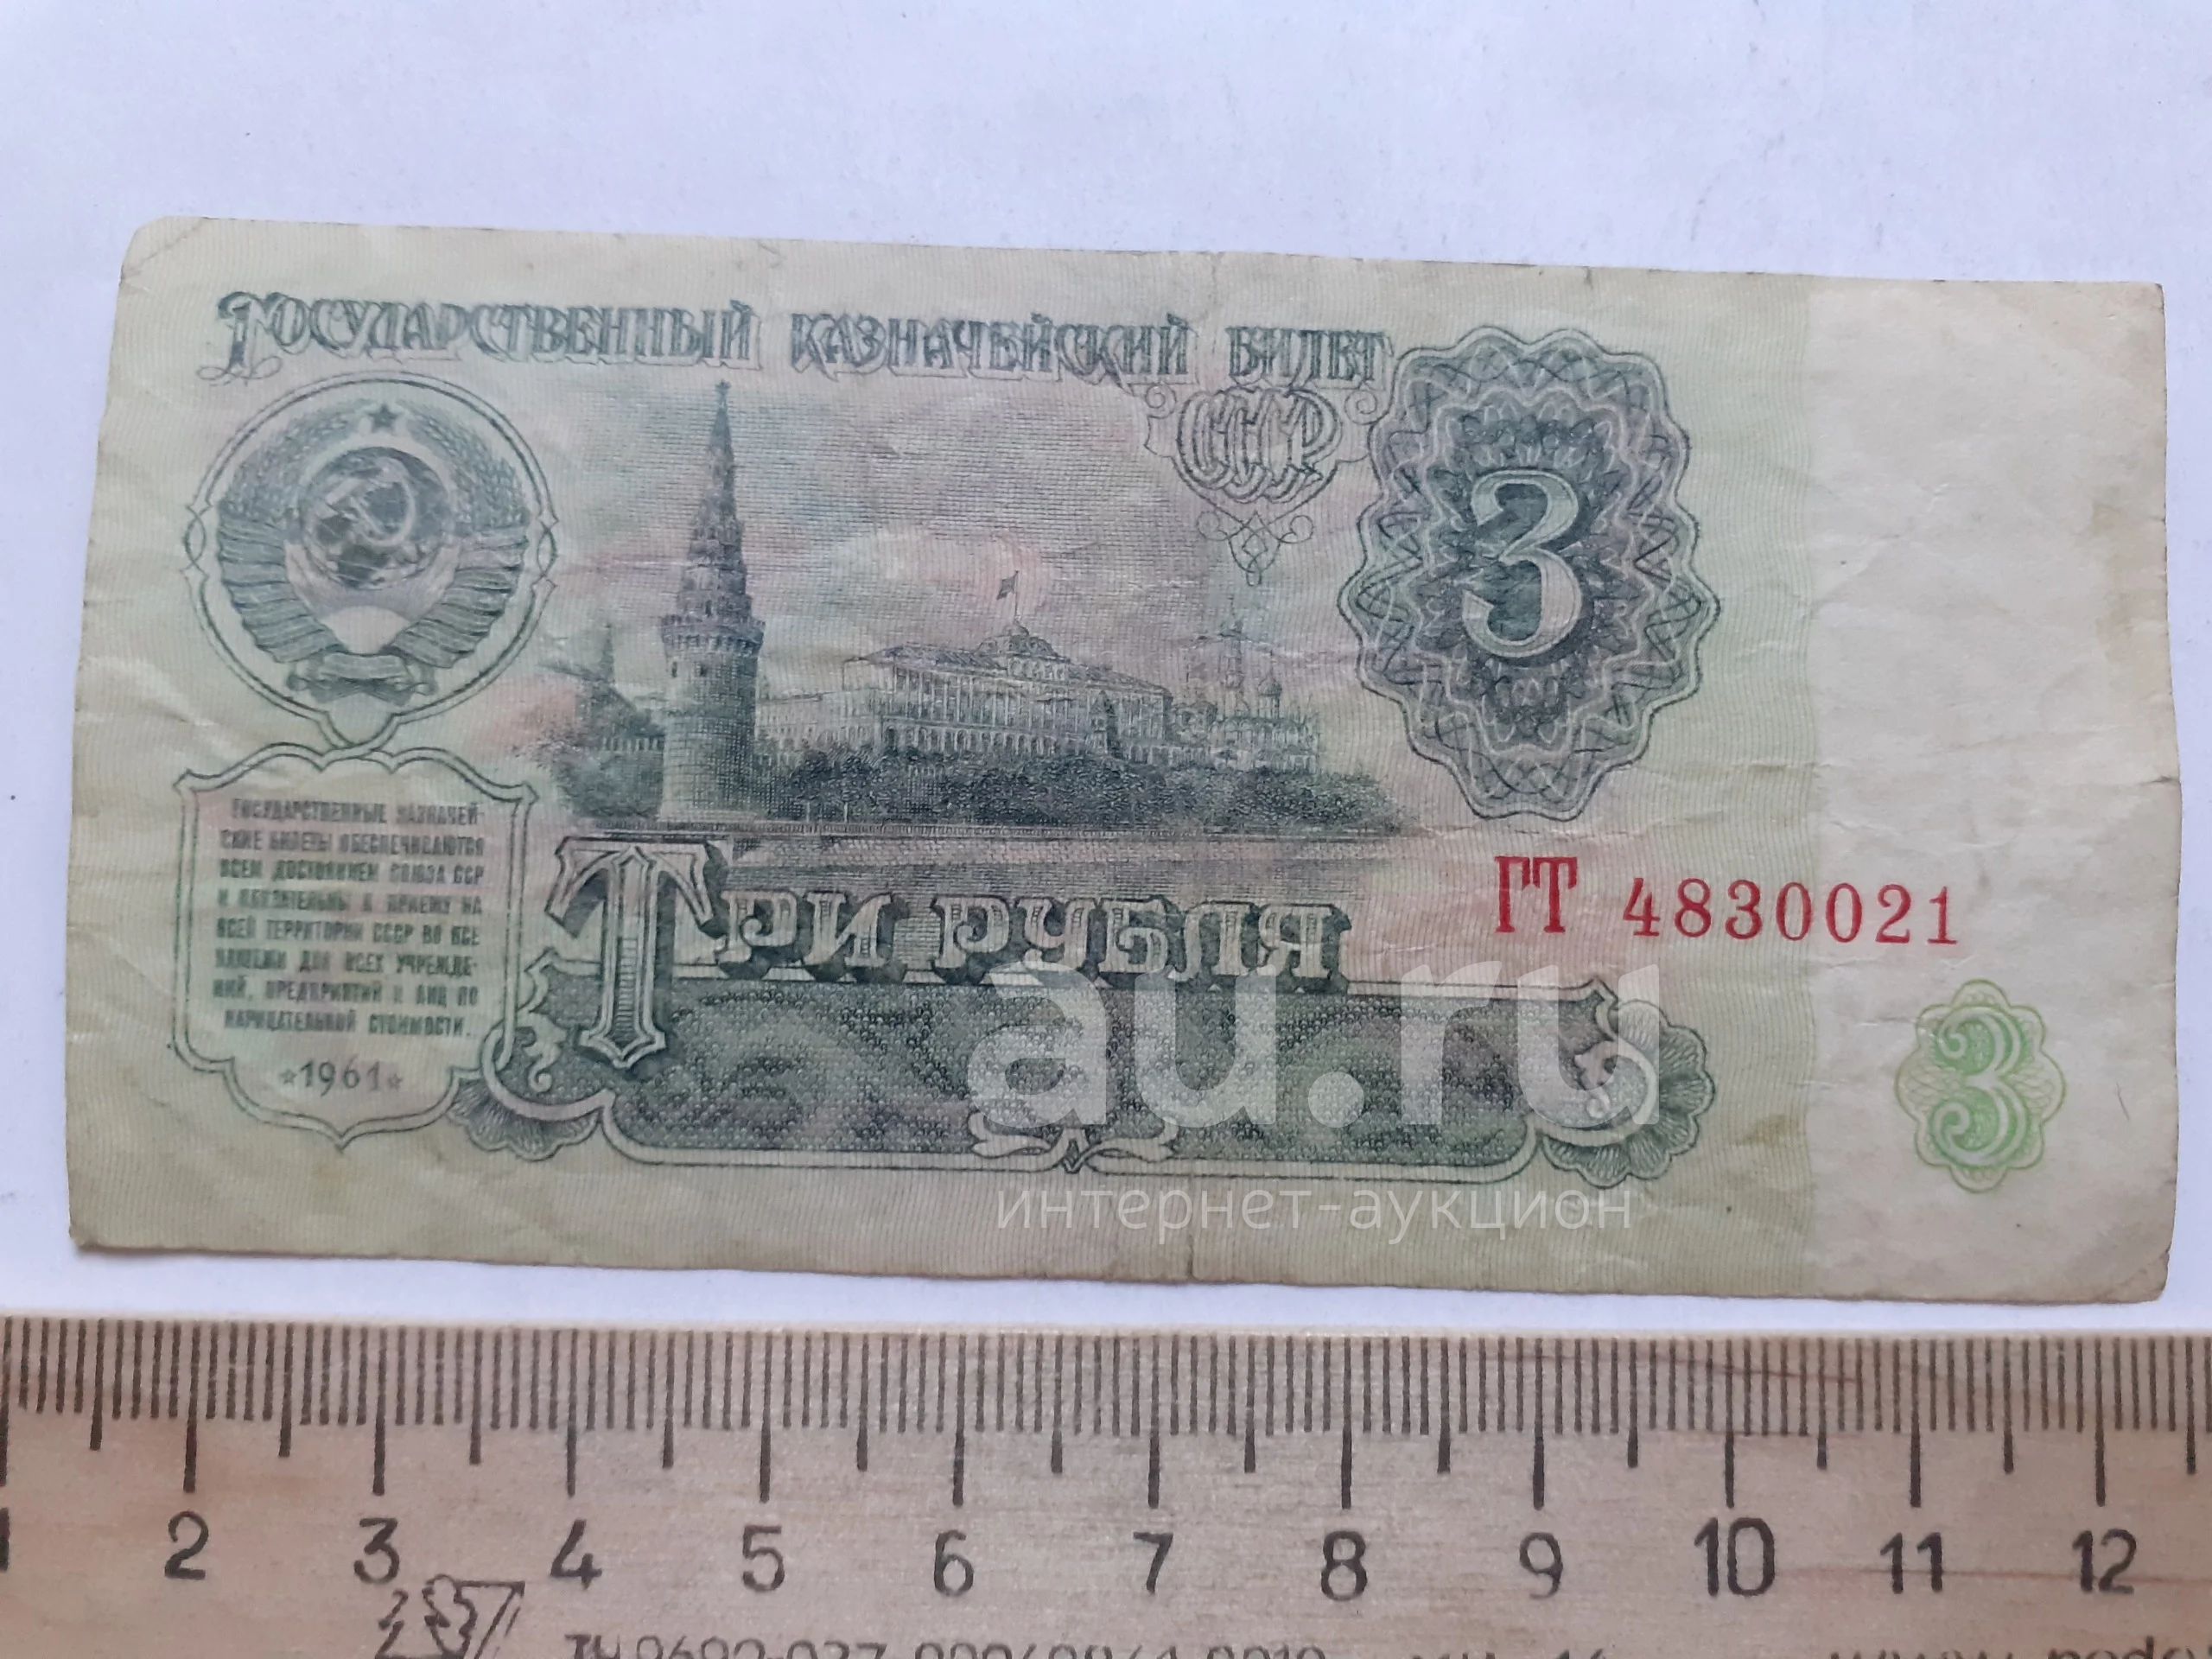 Государственный казначейский билет
СССР
3
Государственные казначей-
ские билеты обеспечиваются
всем достоянием Союза ССР
и обязательны к приему на
всей территории СССР во все
платежи для всех учрежде-
ний, предприятий и лиц по
нарицательной стоимости.
1961
Три рубля
ГТ 4830021
3
au.ru
интернет-аукцион
1 2 3 4 5 6 7 8 9 10 11 12